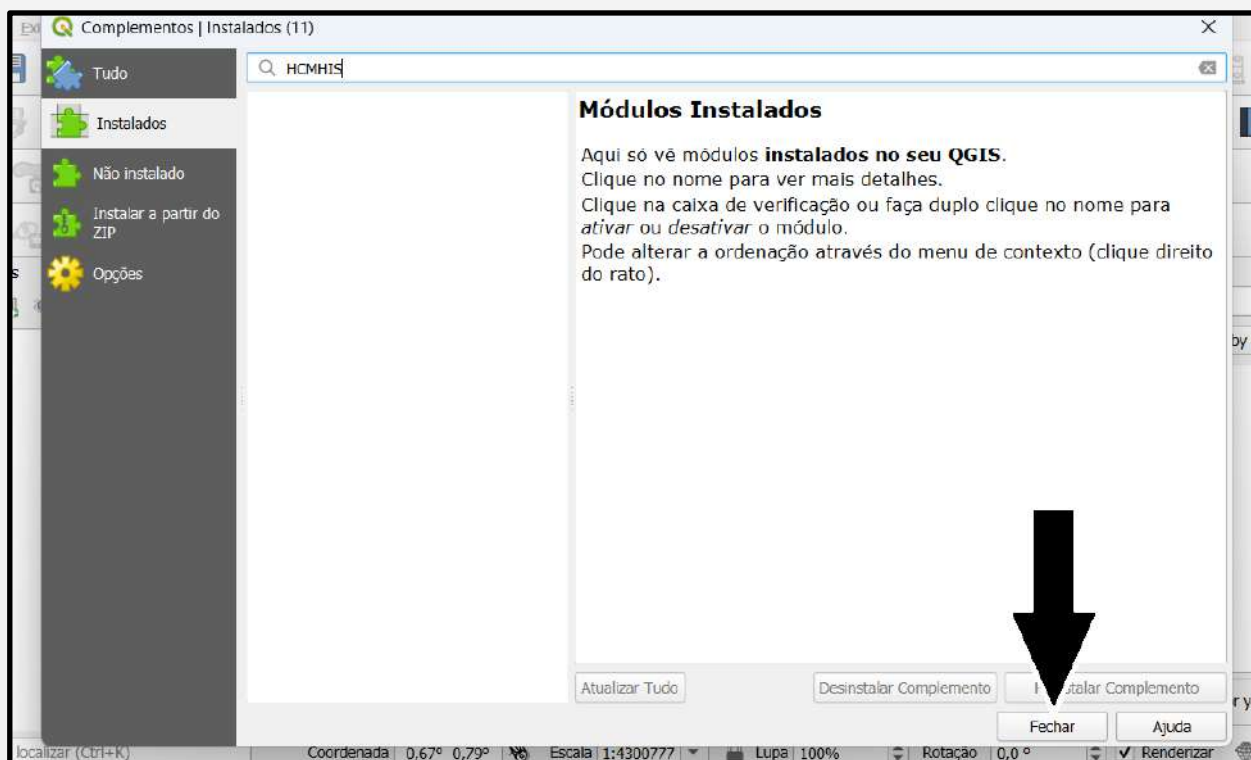 Complementos | Instalados (11)
Tudo
HCMHIS
Instalados
Não instalado
Instalar a partir do
ZIP
Opções
Módulos Instalados
Aqui só vê módulos instalados no seu QGIS.
Clique no nome para ver mais detalhes.
Clique na caixa de verificação ou faça duplo clique no nome para
ativar ou desativar o módulo.
Pode alterar a ordenação através do menu de contexto (clique direito
do rato).
Atualizar Tudo
Desinstalar Complemento
Complemento
Fechar
Ajuda
by
localizar (Ctrl+K)
Coordenada 0,67° 0,79° Escala 1:4300777 Lupa 100% Rotação 0,0 ° Renderizar